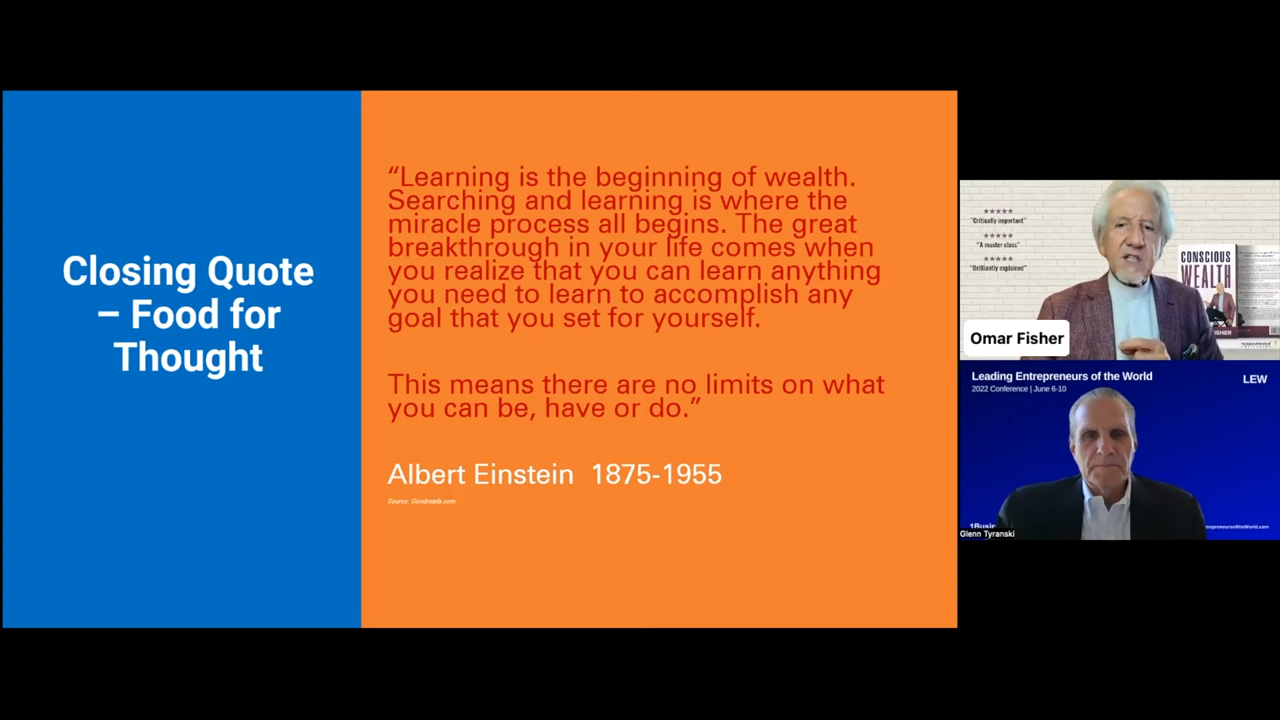 Closing Quote
– Food for
Thought
“Learning is the beginning of wealth.
Searching and learning is where the
miracle process all begins. The great
breakthrough in your life comes when
you realize that you can learn anything
you need to learn to accomplish any
goal that you set for yourself.
This means there are no limits on what
you can be, have or do.”
Albert Einstein 1875-1955
Source: Goodreads.com
★★★★★
"Critically important"
★★★★★
"A master class"
★★★★★
"Brilliantly explained"
CONSCIOUS
WEALTH
FISHER
Omar Fisher
Leading Entrepreneurs of the World
LEW
2022 Conference | June 6-10
1Busin
trepreneursoftheWorld.com
Glenn Tyranski